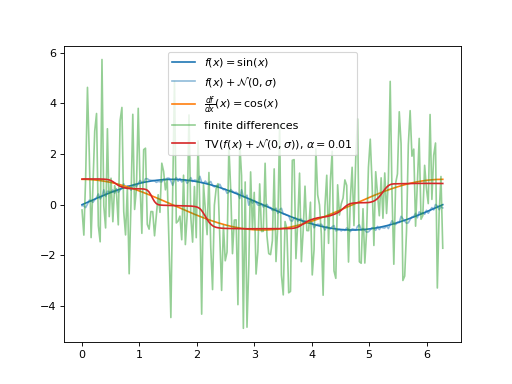 f(x) = sin(x)
f(x) + 𝒩(0, σ)
df/dx(x) = cos(x)
finite differences
TV(f(x) + 𝒩(0, σ)), α = 0.01
6
4
2
0
−2
−4
0 1 2 3 4 5 6